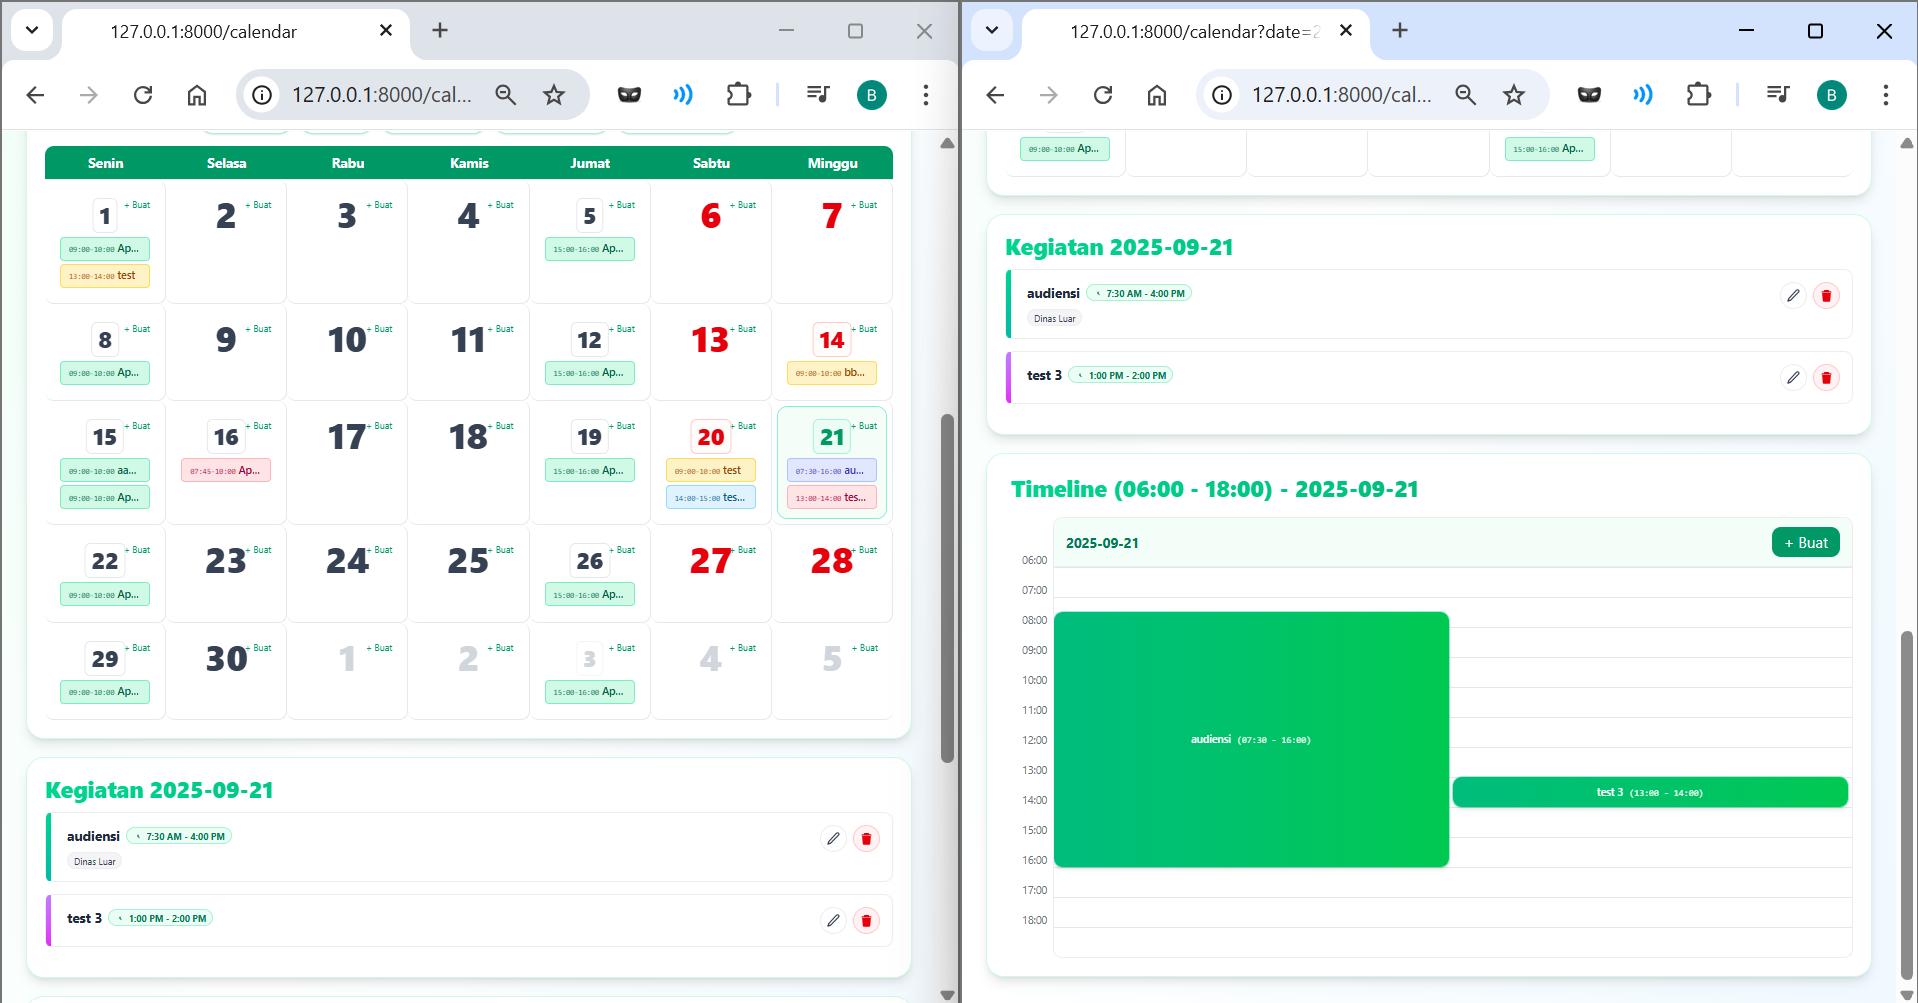 127.0.0.1:8000/calendar
127.0.0.1:8000/cal...
B
Senin Selasa Rabu Kamis Jumat Sabtu Minggu
1 + Buat 2 + Buat 3 + Buat 4 + Buat 5 + Buat 6 + Buat 7 + Buat
09:00-10:00 Ap... 15:00-16:00 Ap...
13:00-14:00 test
8 + Buat 9 + Buat 10 + Buat 11 + Buat 12 + Buat 13 + Buat 14 + Buat
09:00-10:00 Ap... 15:00-16:00 Ap... 09:00-10:00 bb...
15 + Buat 16 + Buat 17 + Buat 18 + Buat 19 + Buat 20 + Buat 21 + Buat
09:00-10:00 aa... 07:45-10:00 Ap... 15:00-16:00 Ap... 09:00-10:00 test 07:30-16:00 au...
09:00-10:00 Ap... 14:00-15:00 tes... 13:00-14:00 tes...
22 + Buat 23 + Buat 24 + Buat 25 + Buat 26 + Buat 27 + Buat 28 + Buat
09:00-10:00 Ap... 15:00-16:00 Ap...
29 + Buat 30 + Buat 1 + Buat 2 + Buat 3 + Buat 4 + Buat 5 + Buat
09:00-10:00 Ap... 15:00-16:00 Ap...
Kegiatan 2025-09-21
audiensi 7:30 AM - 4:00 PM
Dinas Luar
test 3 1:00 PM - 2:00 PM
127.0.0.1:8000/calendar?date=2
127.0.0.1:8000/cal...
B
09:00-10:00 Ap... 15:00-16:00 Ap...
Kegiatan 2025-09-21
audiensi 7:30 AM - 4:00 PM
Dinas Luar
test 3 1:00 PM - 2:00 PM
Timeline (06:00 - 18:00) - 2025-09-21
2025-09-21 + Buat
06:00
07:00
08:00
09:00
10:00
11:00
12:00 audiensi (07:30 - 16:00)
13:00
test 3 (13:00 - 14:00)
14:00
15:00
16:00
17:00
18:00